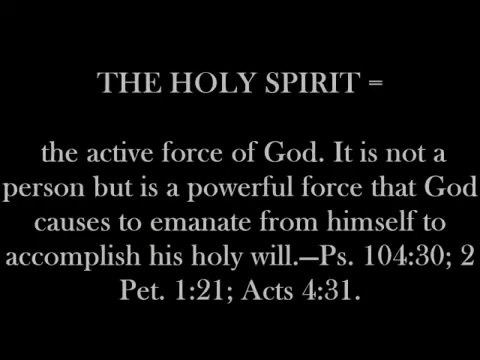 THE HOLY SPIRIT =
the active force of God. It is not a
person but is a powerful force that God
causes to emanate from himself to
accomplish his holy will.—Ps. 104:30; 2
Pet. 1:21; Acts 4:31.